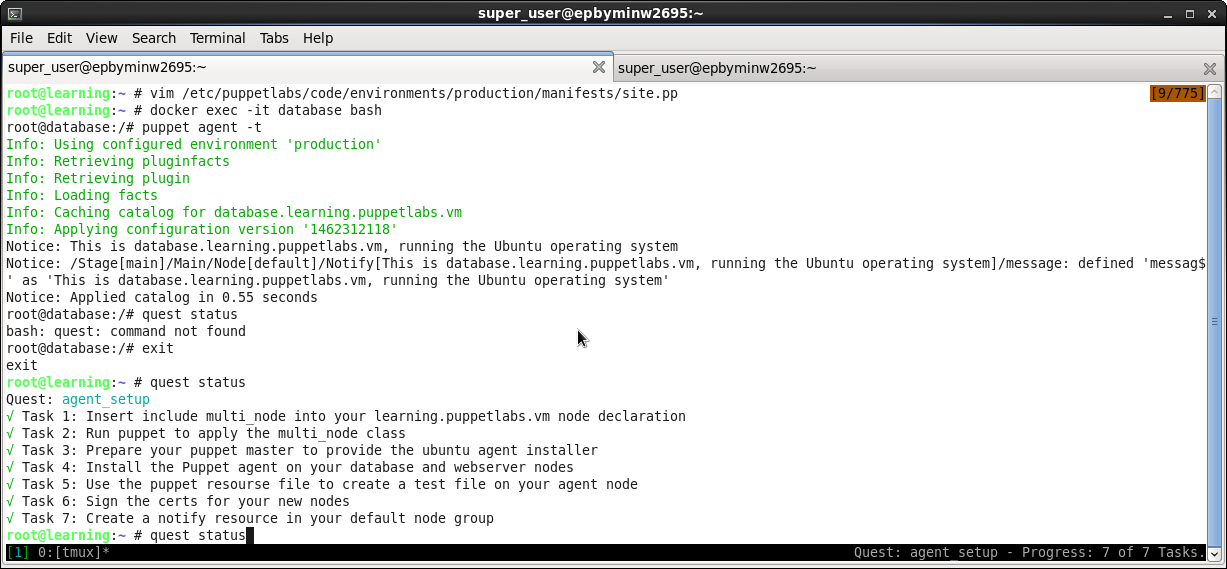 super_user@epbyminw2695:~
File Edit View Search Terminal Tabs Help
super_user@epbyminw2695:~ super_user@epbyminw2695:~
root@learning:~ # vim /etc/puppetlabs/code/environments/production/manifests/site.pp [9/775]
root@learning:~ # docker exec -it database bash
root@database:/# puppet agent -t
Info: Using configured environment 'production'
Info: Retrieving pluginfacts
Info: Retrieving plugin
Info: Loading facts
Info: Caching catalog for database.learning.puppetlabs.vm
Info: Applying configuration version '1462312118'
Notice: This is database.learning.puppetlabs.vm, running the Ubuntu operating system
Notice: /Stage[main]/Main/Node[default]/Notify[This is database.learning.puppetlabs.vm, running the Ubuntu operating system]/message: defined 'messag$
' as 'This is database.learning.puppetlabs.vm, running the Ubuntu operating system'
Notice: Applied catalog in 0.55 seconds
root@database:/# quest status
bash: quest: command not found
root@database:/# exit
exit
root@learning:~ # quest status
Quest: agent_setup
√ Task 1: Insert include multi_node into your learning.puppetlabs.vm node declaration
√ Task 2: Run puppet to apply the multi_node class
√ Task 3: Prepare your puppet master to provide the ubuntu agent installer
√ Task 4: Install the Puppet agent on your database and webserver nodes
√ Task 5: Use the puppet resourse file to create a test file on your agent node
√ Task 6: Sign the certs for your new nodes
√ Task 7: Create a notify resource in your default node group
root@learning:~ # quest status
[1] 0:[tmux]* Quest: agent_setup - Progress: 7 of 7 Tasks.